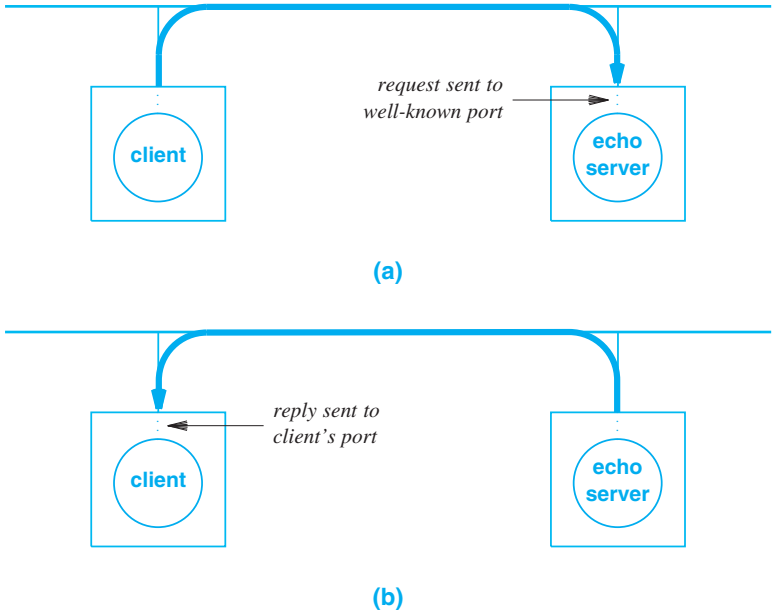 request sent to
well-known port
client
echo
server
(a)
reply sent to
client's port
client
echo
server
(b)